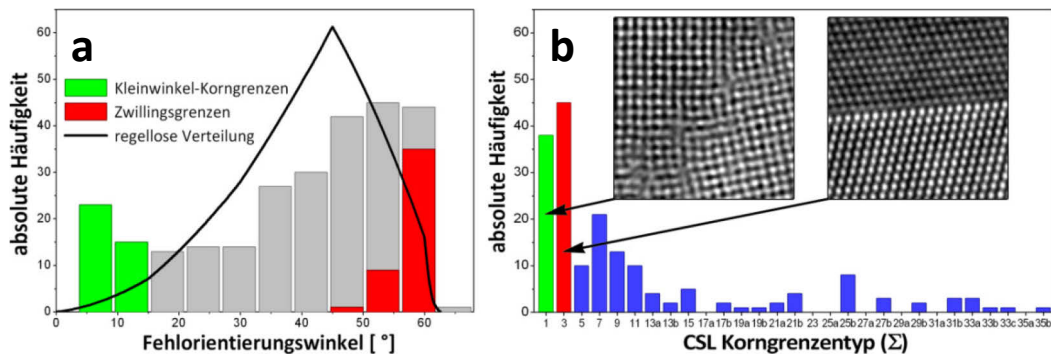 a
absolute Häufigkeit
60
50
40
30
20
10
0
Kleinwinkel-Korngrenzen
Zwillingsgrenzen
regellose Verteilung
0 10 20 30 40 50 60
Fehlorientierungswinkel [ °]
b
absolute Häufigkeit
60
50
40
30
20
10
0
1 3 5 7 9 11 13a 13b 15 17a 17b 19a 19b 21a 21b 23 25a 25b 27a 27b 29a 29b 31a 31b 33a 33b 33c 35a 35b
CSL Korngrenzentyp (Σ)